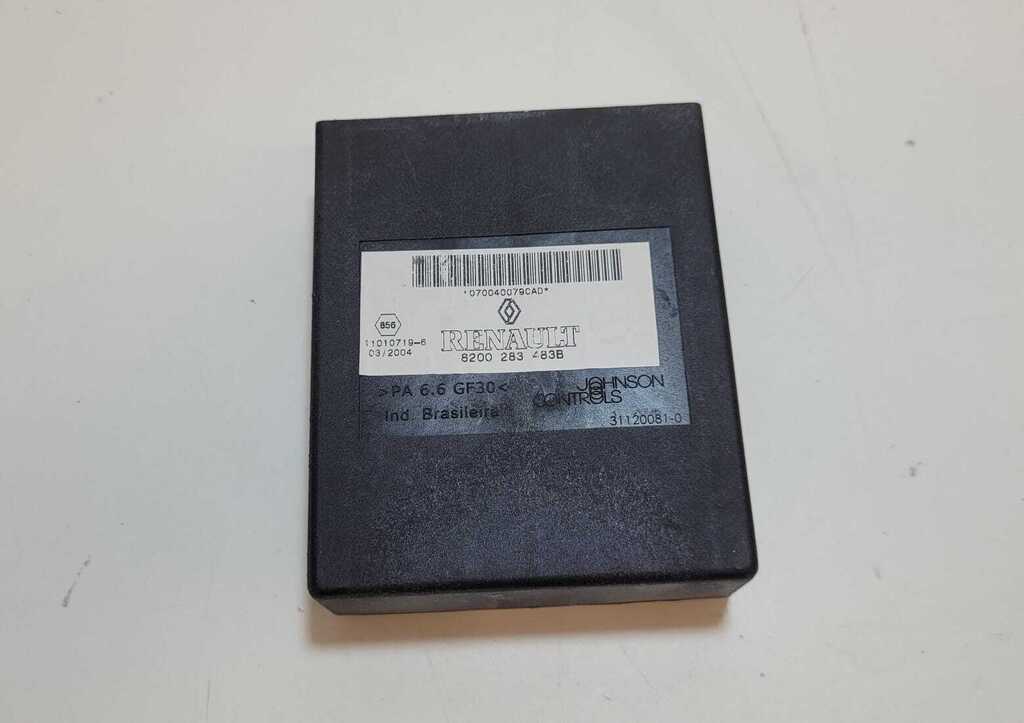 *070040079CAD*
856
11010719-6
03/2004
RENAULT
8200 283 483B
>PA 6.6 GF30<
Ind. Brasileira
JOHNSON
CONTROLS
31120081-0